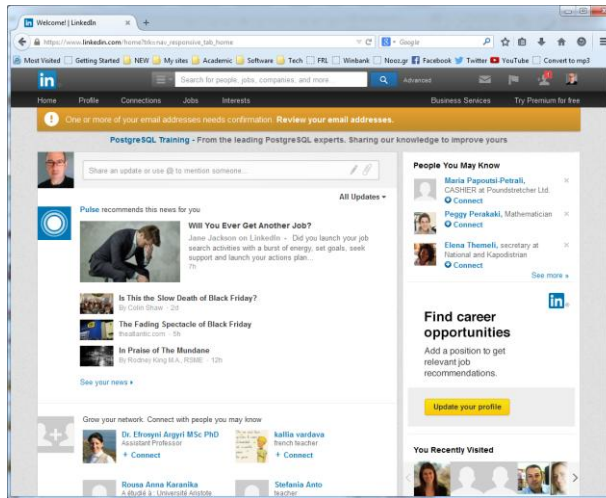 Welcome! | LinkedIn
https://www.linkedin.com/home?trk=nav_responsive_tab_home
Google
Most Visited Getting Started NEW My sites Academic Software Tech FRL Winbank Nooz.gr Facebook Twitter YouTube Convert to mp3
in
Search for people, jobs, companies, and more...
Advanced
Home Profile Connections Jobs Interests Business Services Try Premium for free
One or more of your email addresses needs confirmation. Review your email addresses.
PostgreSQL Training - From the leading PostgreSQL experts. Sharing our knowledge to improve yours
Share an update or use @ to mention someone...
All Updates
Pulse recommends this news for you
Will You Ever Get Another Job?
Jane Jackson on LinkedIn - Did you launch your job
search activities with a burst of energy, set goals, seek
support and launch your actions plan...
7h
Is This the Slow Death of Black Friday?
By Colin Shaw · 2d
The Fading Spectacle of Black Friday
theatlantic.com · 5h
In Praise of The Mundane
By Rodney King M.A., RSME · 12h
See your news
Grow your network. Connect with people you may know
Dr. Efrosyni Argyri MSc PhD
Assistant Professor
+ Connect
kallia vardava
french teacher
+ Connect
Rousa Anna Karanika
A étudié à : Université Aristote
Stefania Anto
teacher
People You May Know
Maria Papoutsi-Petrali,
CASHIER at Poundstretcher Ltd.
Connect
Peggy Perakaki, Mathematician
Connect
Elena Themeli, secretary at
National and Kapodistrian
Connect
See more »
in
Find career
opportunities
Add a position to get
relevant job
recommendations.
Update your profile
You Recently Visited